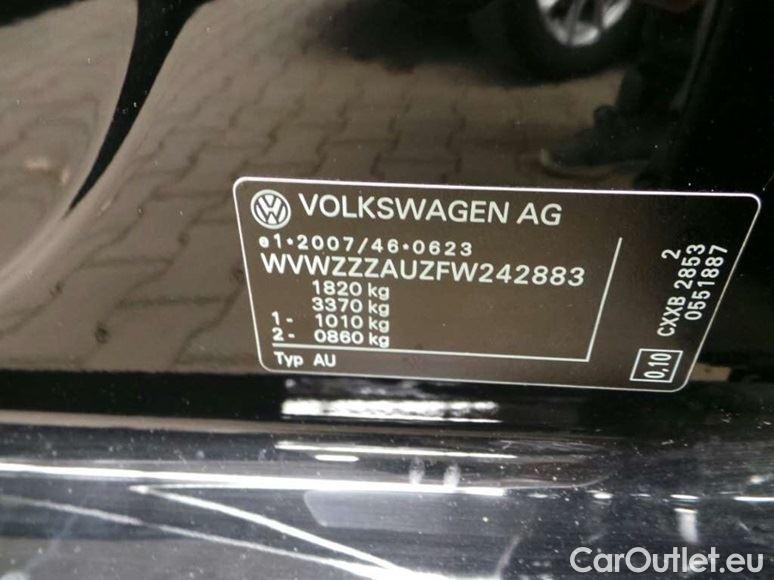 VOLKSWAGEN AG
e1*2007/46*0623
WVWZZZAUZFW242883
1820 kg
3370 kg
1- 1010 kg
2- 0860 kg
Typ AU
2
CXXB 2853
0551887
0,10
CarOutlet.eu